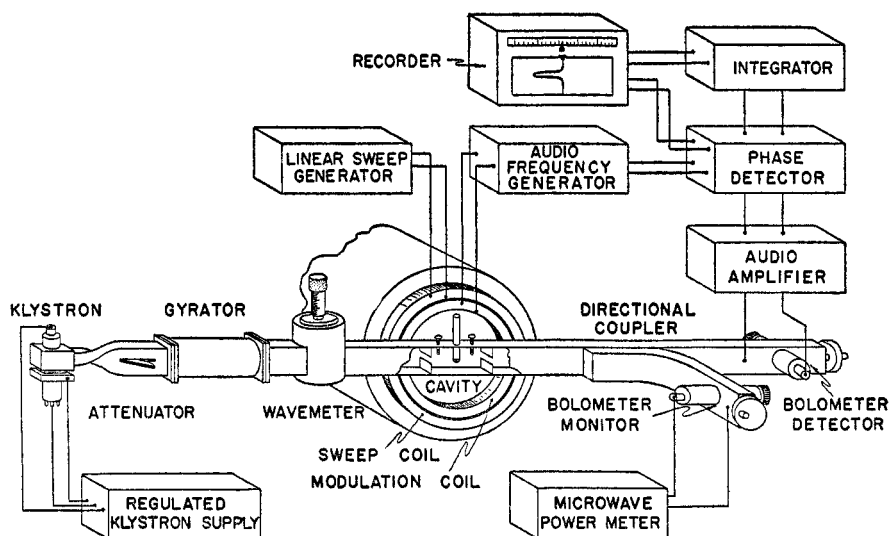 RECORDER
INTEGRATOR
LINEAR SWEEP
GENERATOR
AUDIO
FREQUENCY
GENERATOR
PHASE
DETECTOR
AUDIO
AMPLIFIER
KLYSTRON
GYRATOR
DIRECTIONAL
COUPLER
CAVITY
ATTENUATOR
WAVEMETER
BOLOMETER
MONITOR
BOLOMETER
DETECTOR
SWEEP COIL
MODULATION COIL
REGULATED
KLYSTRON SUPPLY
MICROWAVE
POWER METER